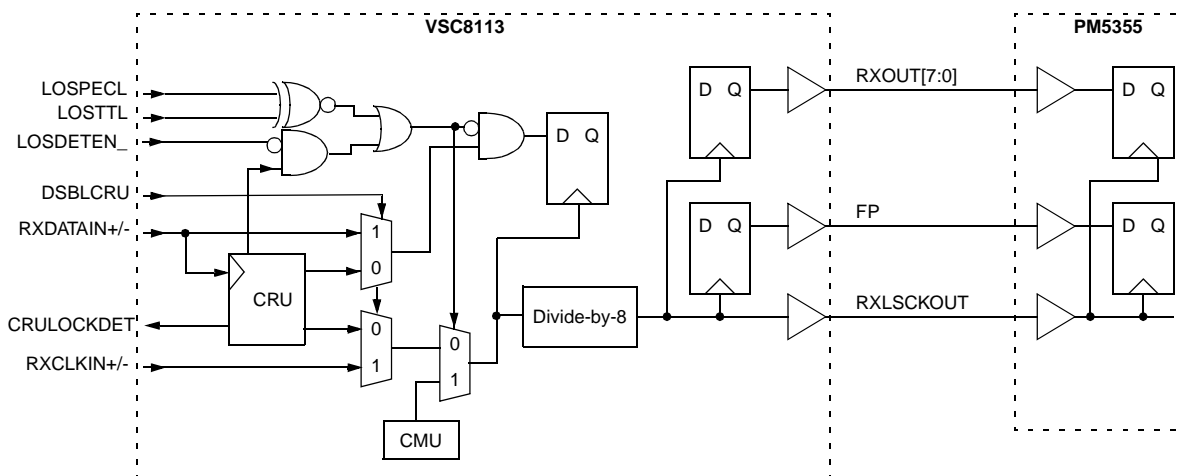 VSC8113
PM5355
LOSPECL
LOSTTL
LOSDETEN_
DSBLCRU
RXDATAIN+/-
CRULOCKDET
RXCLKIN+/-
1
0
CRU
0
1
0
1
CMU
D Q
Divide-by-8
D Q
D Q
RXOUT[7:0]
FP
RXLSCKOUT
D Q
D Q